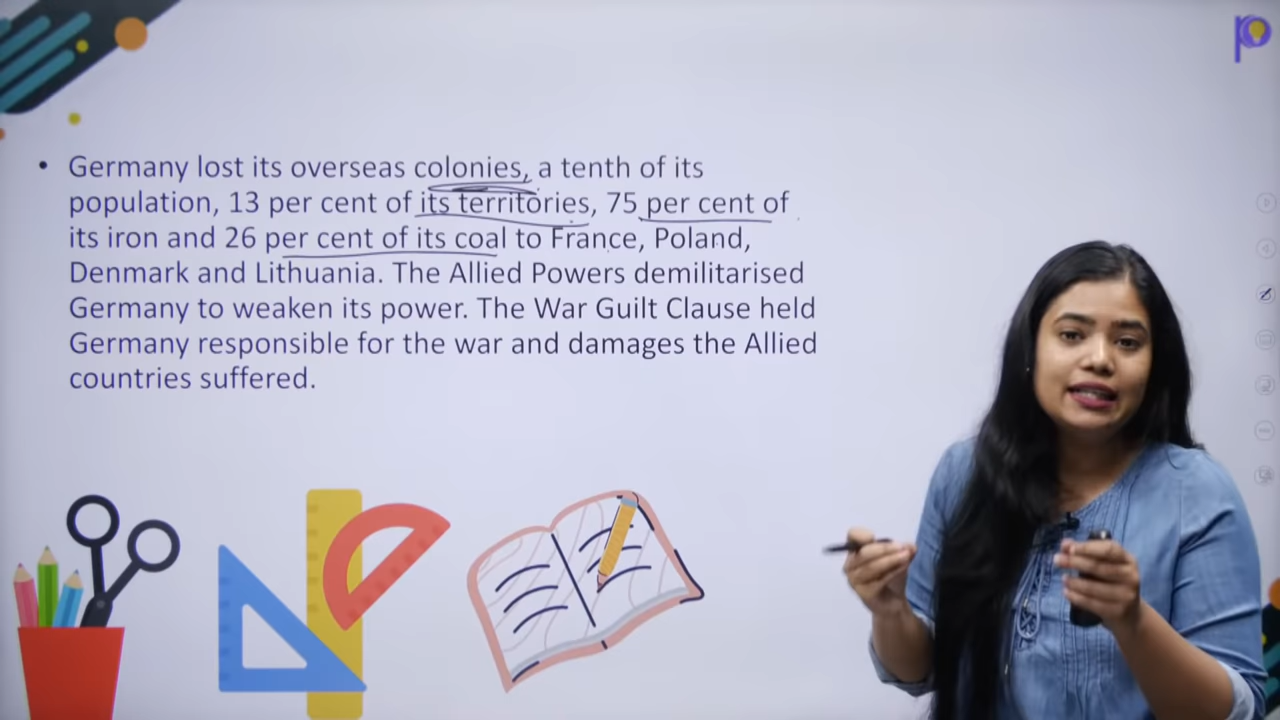 • Germany lost its overseas colonies, a tenth of its
population, 13 per cent of its territories, 75 per cent of
its iron and 26 per cent of its coal to France, Poland,
Denmark and Lithuania. The Allied Powers demilitarised
Germany to weaken its power. The War Guilt Clause held
Germany responsible for the war and damages the Allied
countries suffered.